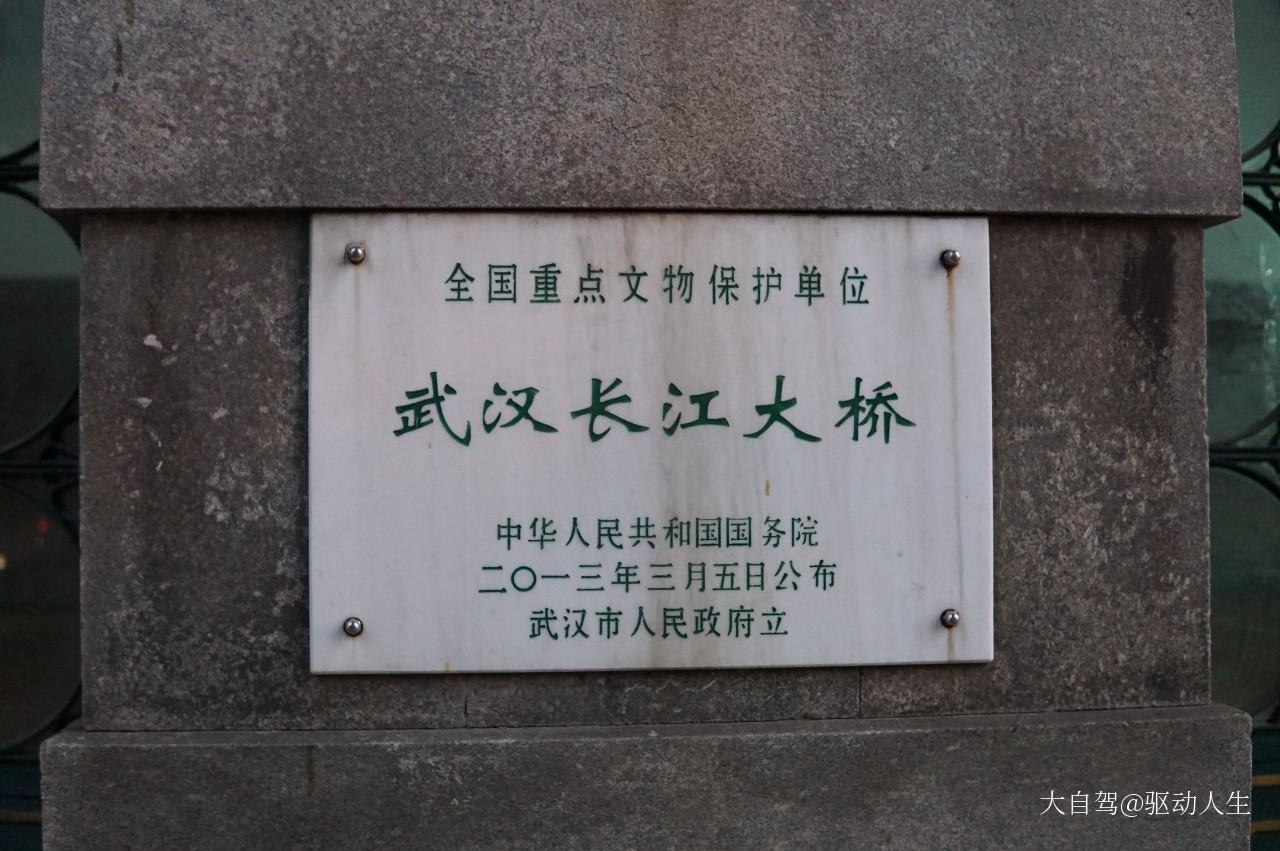 全国重点文物保护单位
武汉长江大桥
中华人民共和国国务院
二〇一三年三月五日公布
武汉市人民政府立
大自驾@驱动人生